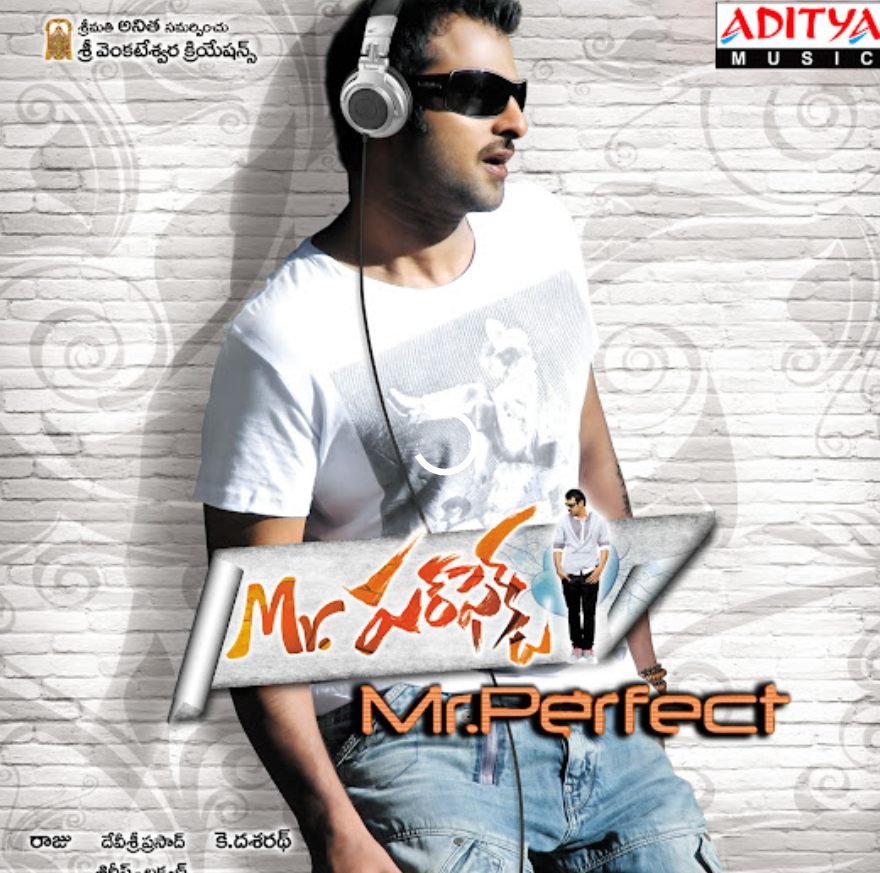 శ్రీమతి అనిత సమర్పించు
శ్రీ వెంకటేశ్వర క్రియేషన్స్
ADITYA
MUSIC
Mr. పర్‌ఫెక్ట్
Mr.Perfect
రాజు దేవీశ్రీప్రసాద్ కె.దశరథ్